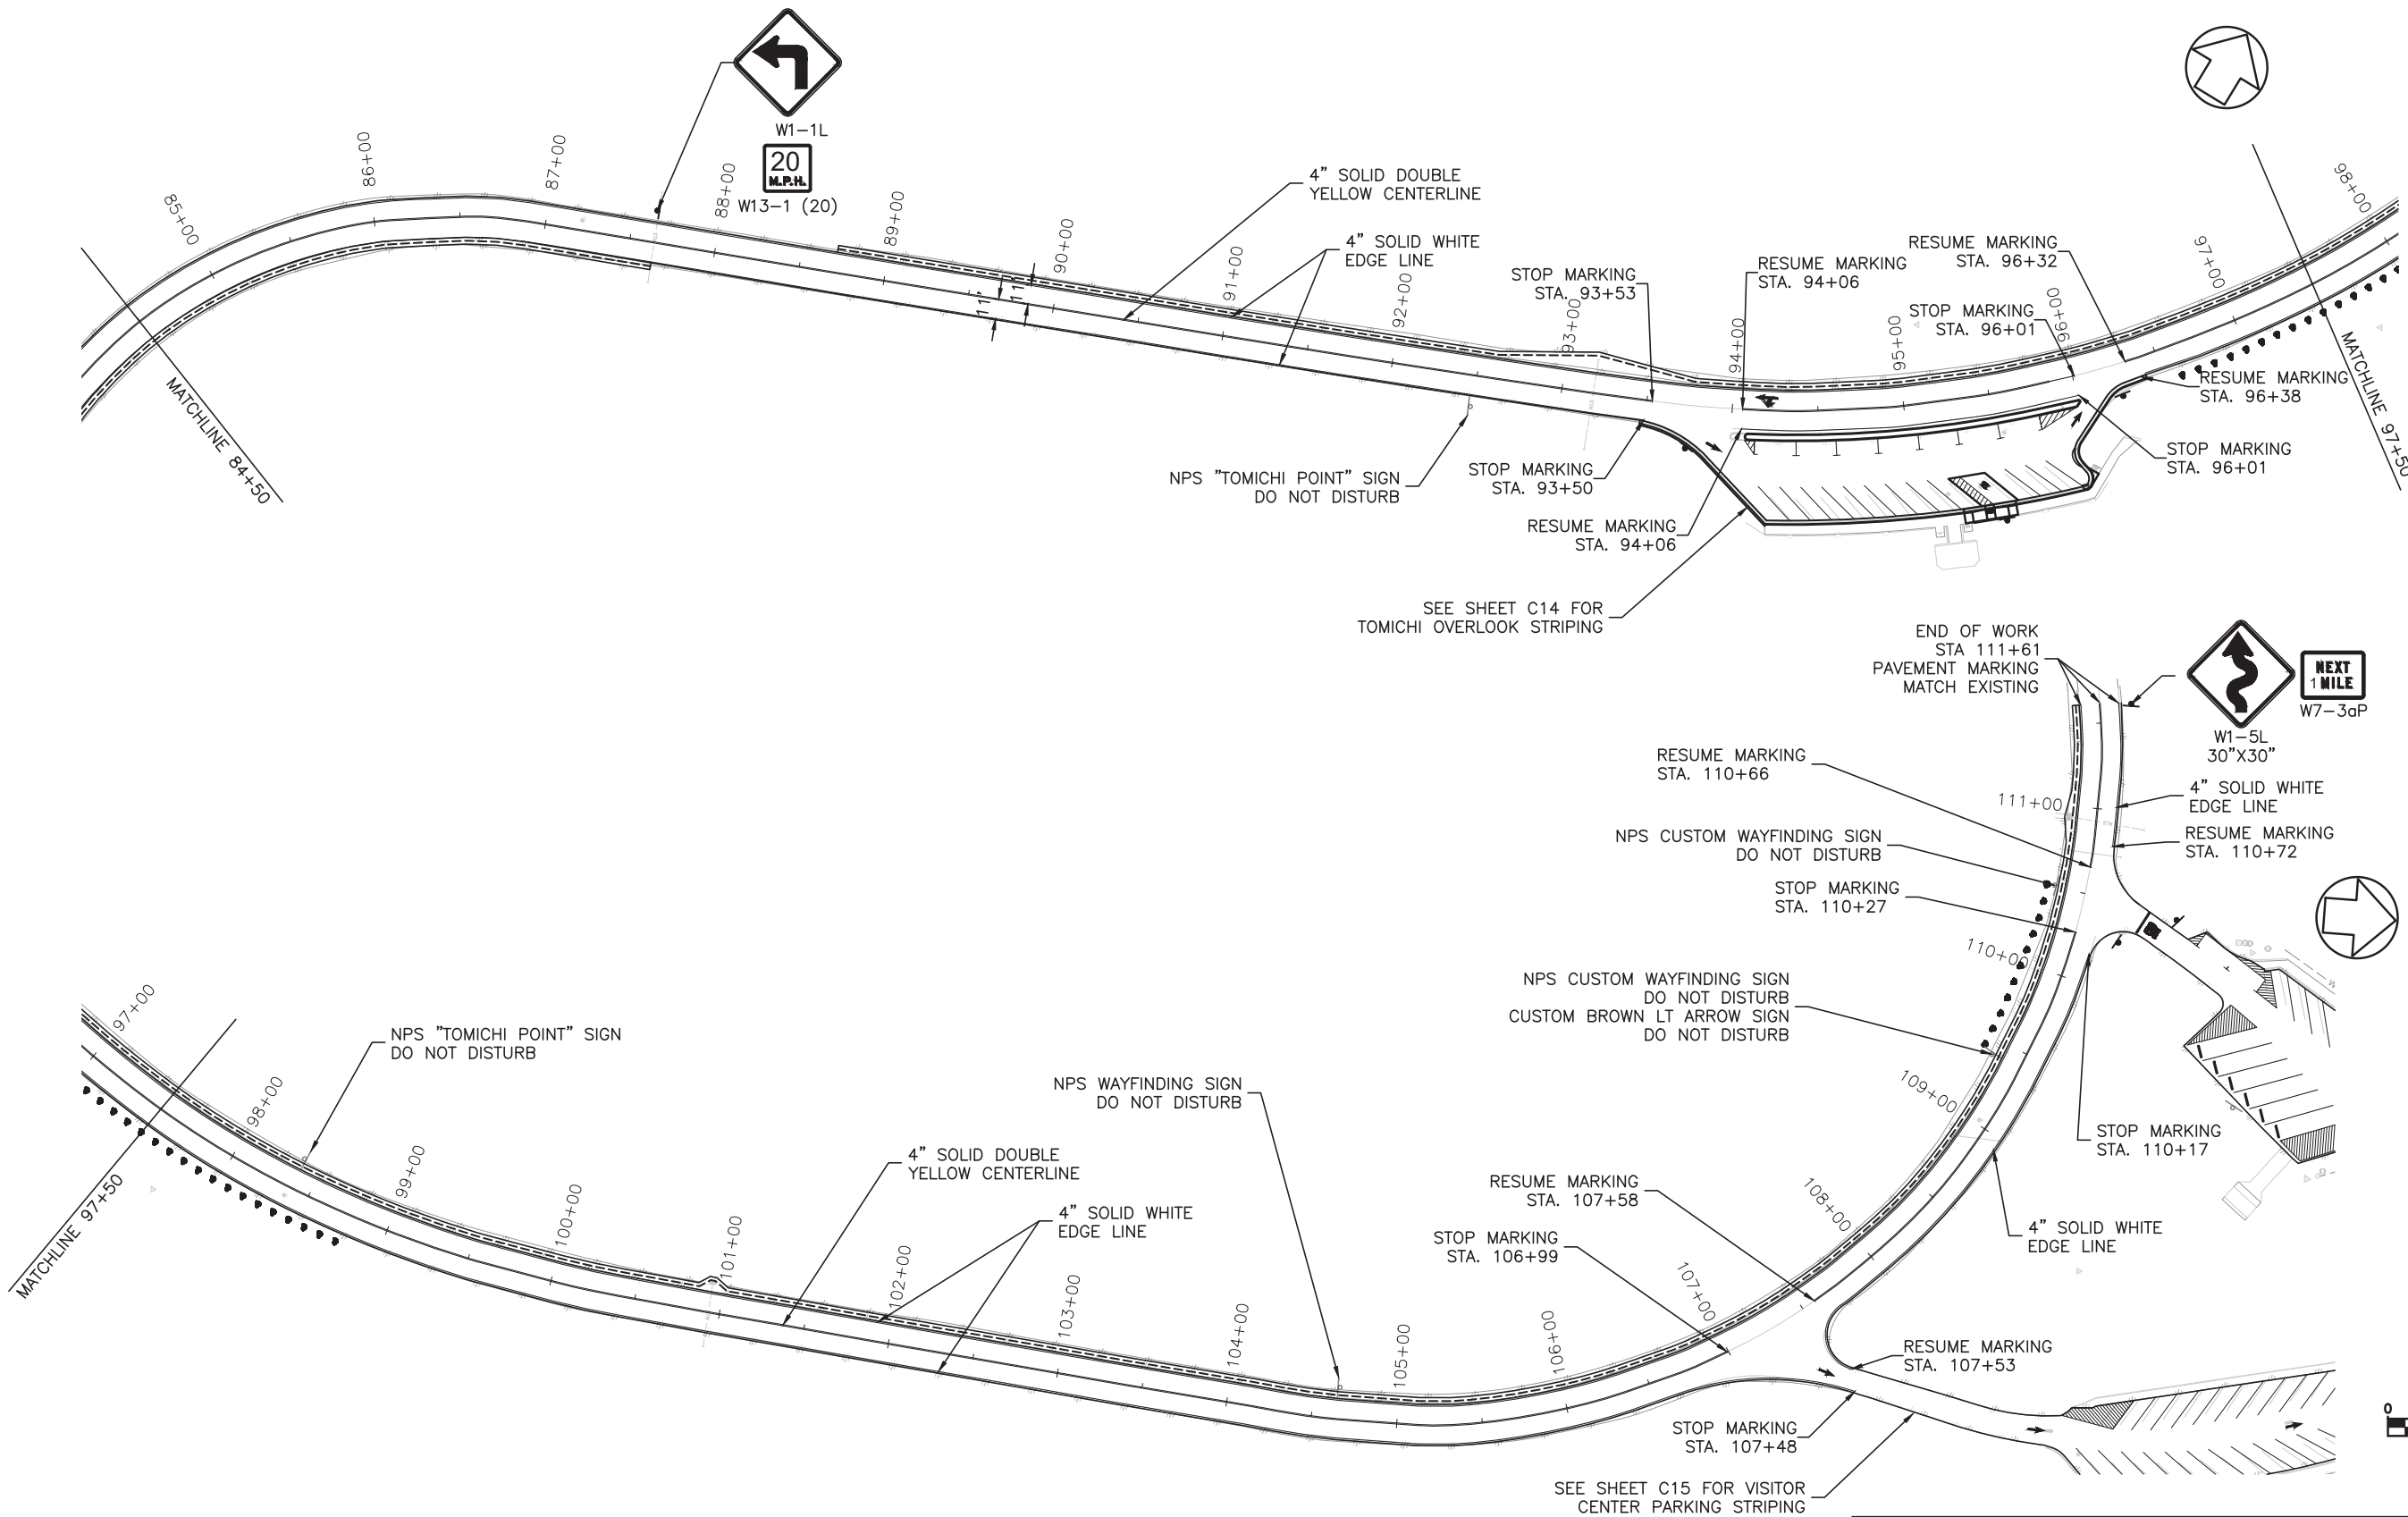 W1-1L
20
M.P.H.
W13-1 (20)
85+00
86+00
87+00
88+00
89+00
90+00
91+00
92+00
93+00
94+00
95+00
96+00
97+00
98+00
11'
11'
MATCHLINE 84+50
4" SOLID DOUBLE
YELLOW CENTERLINE
4" SOLID WHITE
EDGE LINE
STOP MARKING
STA. 93+53
RESUME MARKING
STA. 94+06
RESUME MARKING
STA. 96+32
STOP MARKING
STA. 96+01
RESUME MARKING
STA. 96+38
MATCHLINE 97+50
NPS "TOMICHI POINT" SIGN
DO NOT DISTURB
STOP MARKING
STA. 93+50
STOP MARKING
STA. 96+01
RESUME MARKING
STA. 94+06
SEE SHEET C14 FOR
TOMICHI OVERLOOK STRIPING
END OF WORK
STA 111+61
PAVEMENT MARKING
MATCH EXISTING
NEXT
1 MILE
W7-3aP
W1-5L
30"X30"
RESUME MARKING
STA. 110+66
111+00
4" SOLID WHITE
EDGE LINE
NPS CUSTOM WAYFINDING SIGN
DO NOT DISTURB
RESUME MARKING
STA. 110+72
STOP MARKING
STA. 110+27
110+00
NPS CUSTOM WAYFINDING SIGN
DO NOT DISTURB
CUSTOM BROWN LT ARROW SIGN
DO NOT DISTURB
109+00
STOP MARKING
STA. 110+17
97+00
98+00
99+00
100+00
101+00
102+00
103+00
104+00
105+00
106+00
107+00
108+00
MATCHLINE 97+50
NPS "TOMICHI POINT" SIGN
DO NOT DISTURB
NPS WAYFINDING SIGN
DO NOT DISTURB
4" SOLID DOUBLE
YELLOW CENTERLINE
4" SOLID WHITE
EDGE LINE
RESUME MARKING
STA. 107+58
STOP MARKING
STA. 106+99
4" SOLID WHITE
EDGE LINE
RESUME MARKING
STA. 107+53
STOP MARKING
STA. 107+48
SEE SHEET C15 FOR VISITOR
CENTER PARKING STRIPING
0